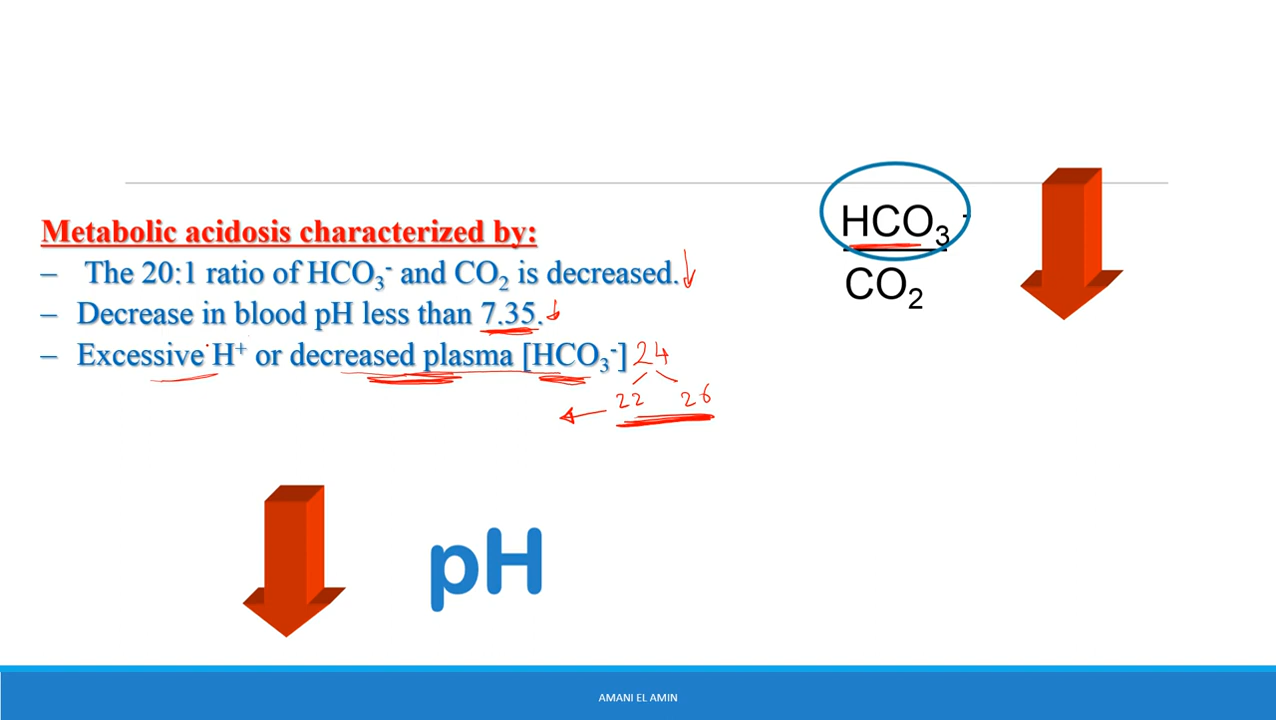 HCO₃⁻
CO₂
Metabolic acidosis characterized by:
– The 20:1 ratio of HCO₃⁻ and CO₂ is decreased. ↓
– Decrease in blood pH less than 7.35. ↓
– Excessive H⁺ or decreased plasma [HCO₃⁻] 24
← 22 26
pH
AMANI EL AMIN